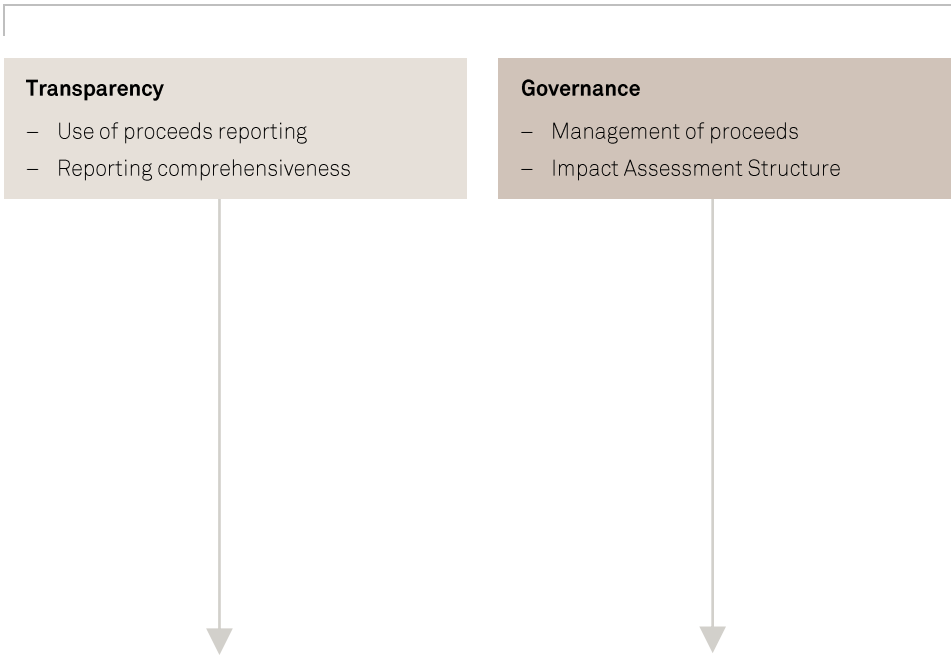 Transparency
– Use of proceeds reporting
– Reporting comprehensiveness
Governance
– Management of proceeds
– Impact Assessment Structure